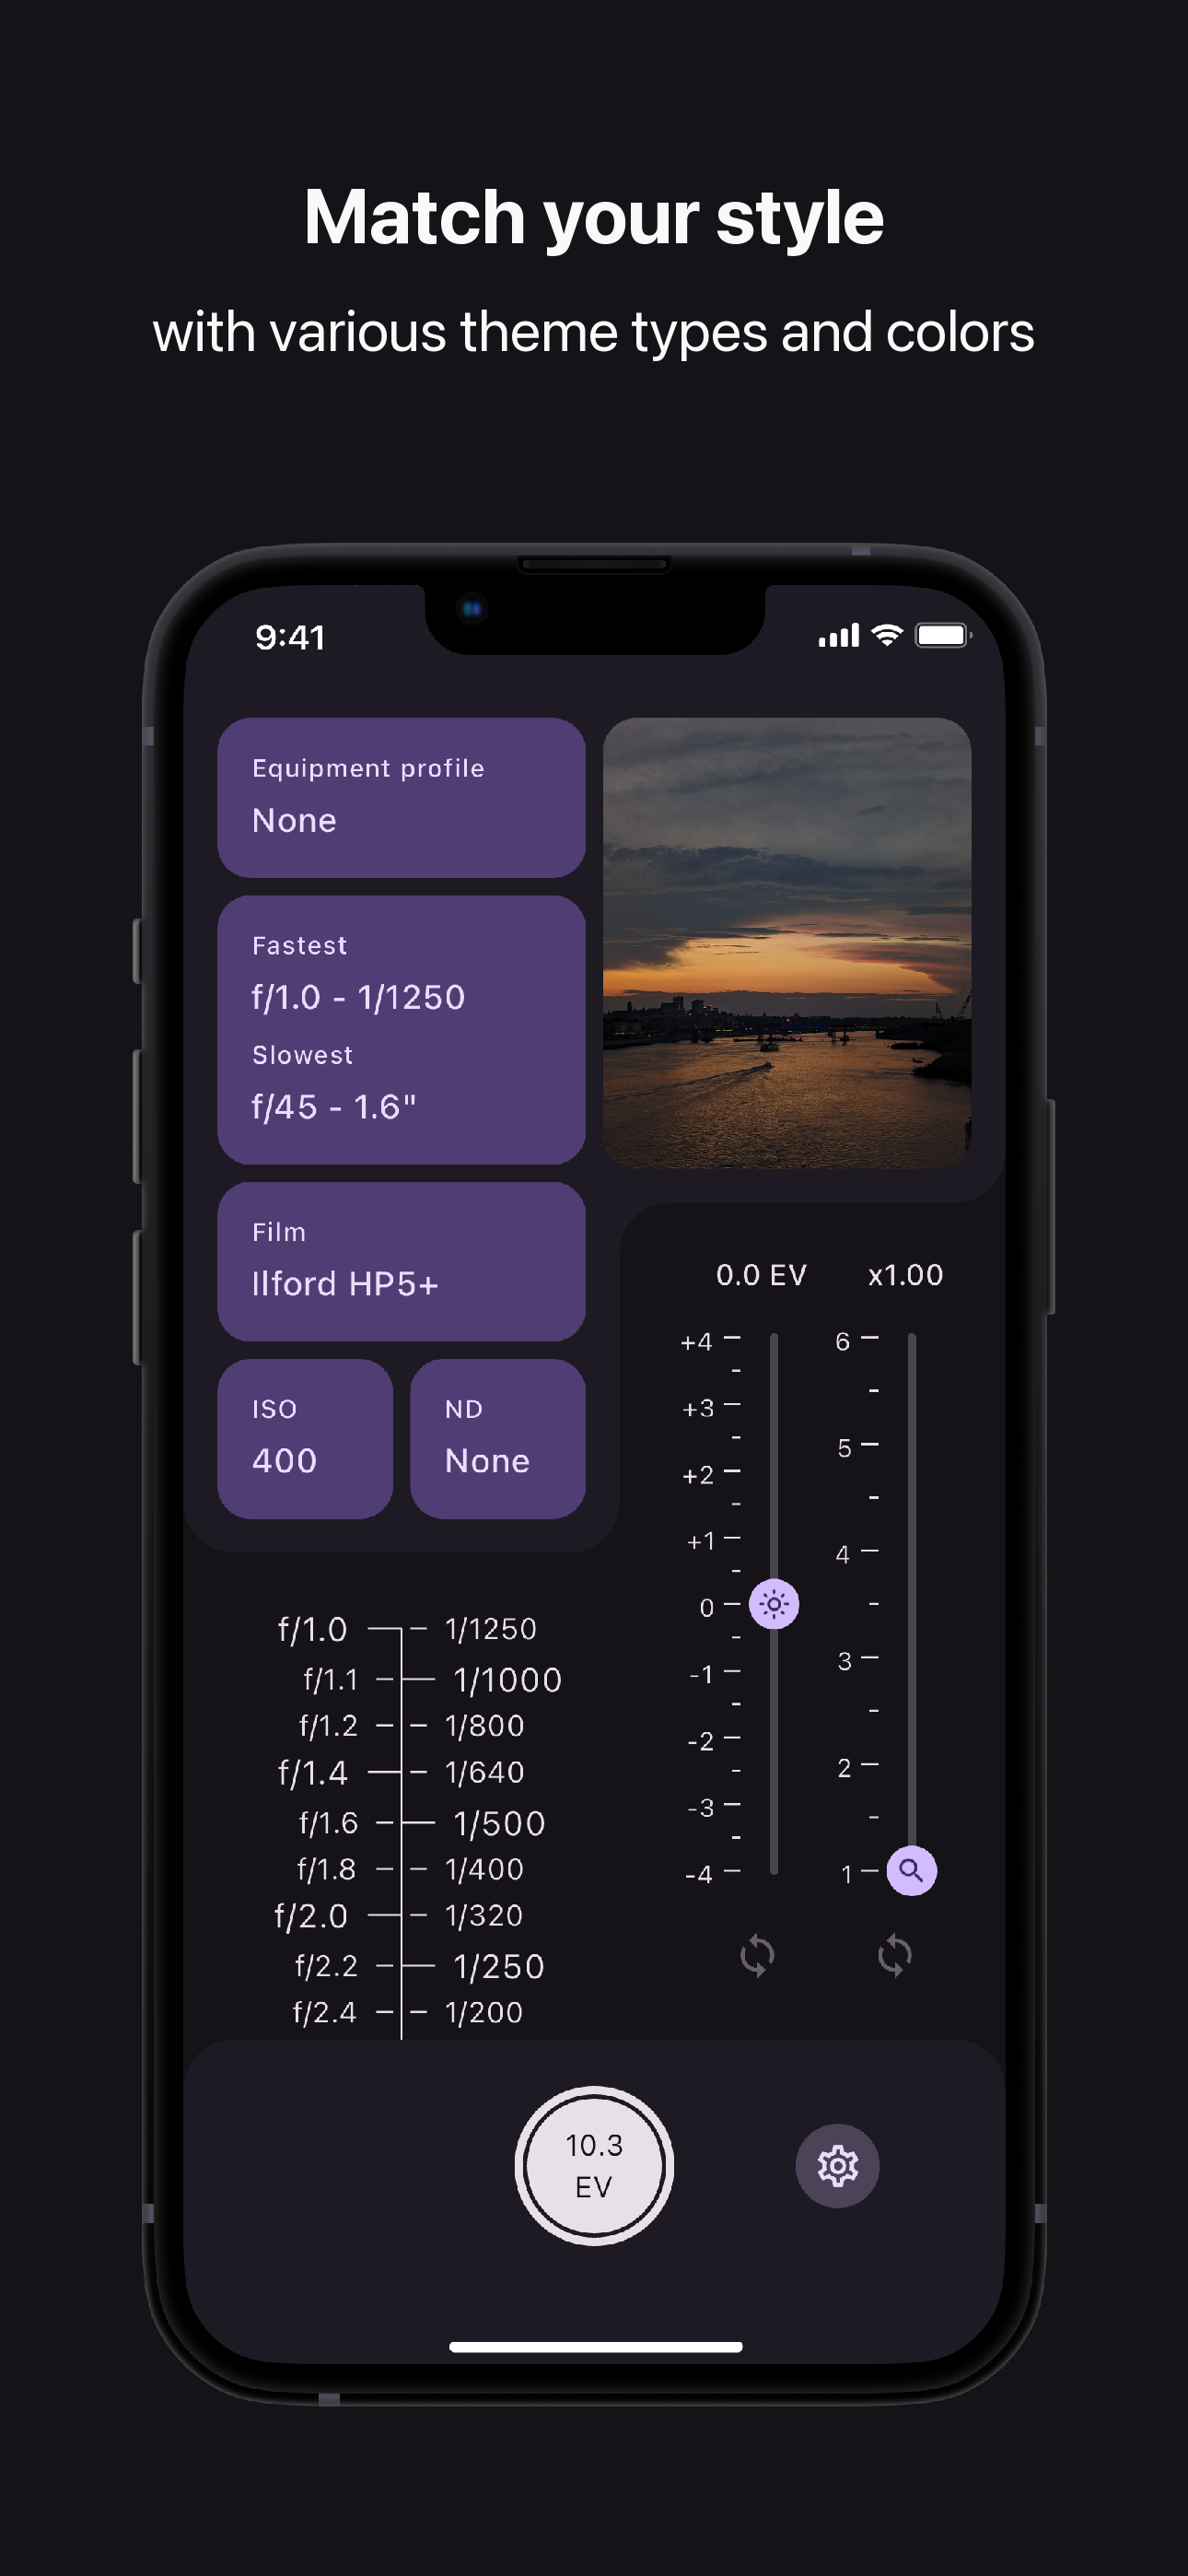 Match your style
with various theme types and colors
9:41
Equipment profile
None
Fastest
f/1.0 - 1/1250
Slowest
f/45 - 1.6"
Film
Ilford HP5+
ISO
400
ND
None
0.0 EV
x1.00
+4
+3
+2
+1
0
-1
-2
-3
-4
6
5
4
3
2
1
f/1.0 1/1250
f/1.1 1/1000
f/1.2 1/800
f/1.4 1/640
f/1.6 1/500
f/1.8 1/400
f/2.0 1/320
f/2.2 1/250
f/2.4 1/200
10.3
EV